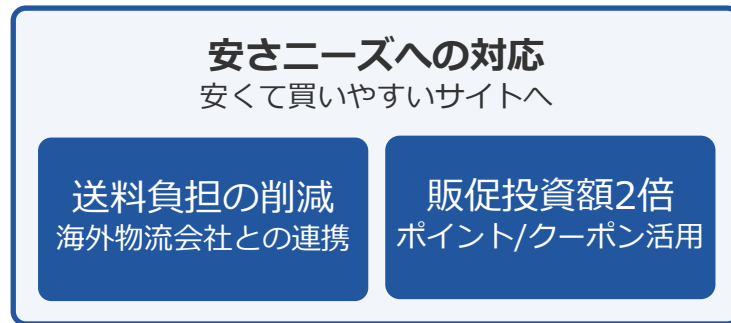 安さニーズへの対応
安くて買いやすいサイトへ
送料負担の削減
海外物流会社との連携
販促投資額2倍
ポイント/クーポン活用